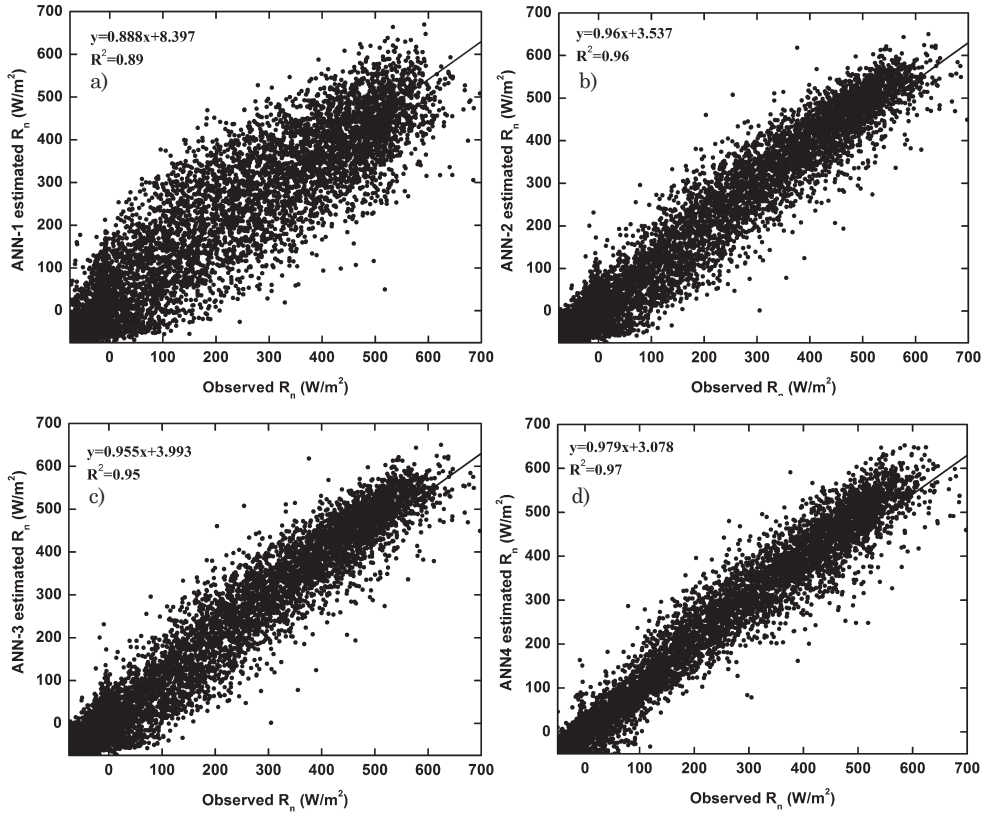 y=0.888x+8.397
R²=0.89
a)
700
600
500
400
300
200
100
0
ANN-1 estimated Rₙ (W/m²)
0 100 200 300 400 500 600 700
Observed Rₙ (W/m²)
y=0.96x+3.537
R²=0.96
b)
700
600
500
400
300
200
100
0
ANN-2 estimated Rₙ (W/m²)
0 100 200 300 400 500 600 700
Observed Rₙ (W/m²)
y=0.955x+3.993
R²=0.95
c)
700
600
500
400
300
200
100
0
ANN-3 estimated Rₙ (W/m²)
0 100 200 300 400 500 600 700
Observed Rₙ (W/m²)
y=0.979x+3.078
R²=0.97
d)
700
600
500
400
300
200
100
0
ANN4 estimated Rₙ (W/m²)
0 100 200 300 400 500 600 700
Observed Rₙ (W/m²)